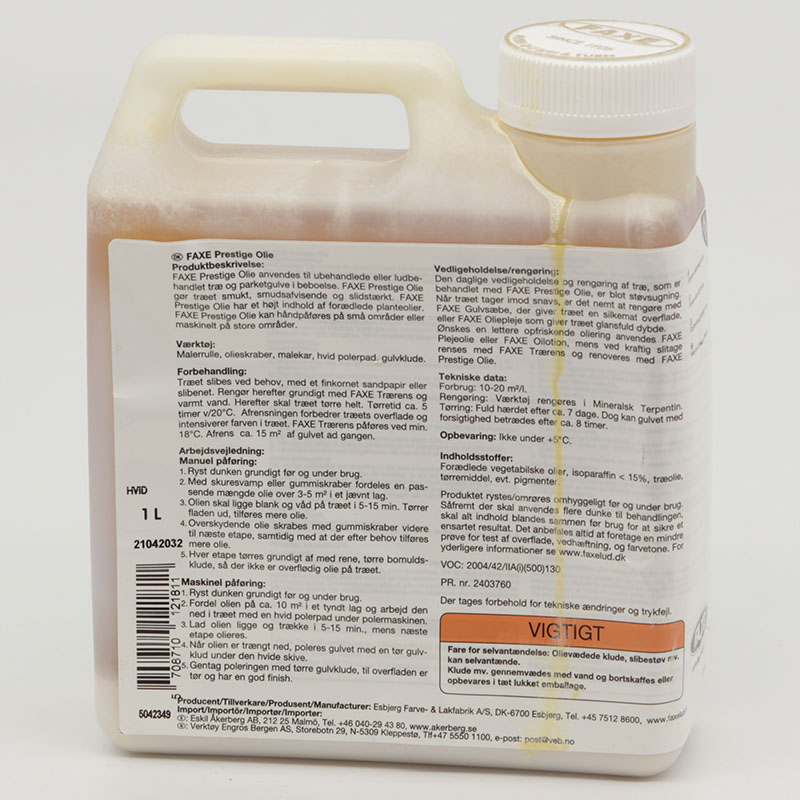 FAXE
SINCE 1926
DK FAXE Prestige Olie
Produktbeskrivelse:
FAXE Prestige Olie anvendes til ubehandlede eller ludbe-
handlet træ og parketgulve i beboelse. FAXE Prestige Olie
gør træet smukt, smudsafvisende og slidstærkt. FAXE
Prestige Olie har et højt indhold af forædlede planteolier.
FAXE Prestige Olie kan håndpåføres på små områder eller
maskinelt på store områder.
Værktøj:
Malerrulle, olieskraber, malekar, hvid polerpad. gulvklude.
Forbehandling:
Træet slibes ved behov, med et finkornet sandpapir eller
slibenet. Rengør herefter grundigt med FAXE Trærens og
varmt vand. Herefter skal træet tørre helt. Tørretid ca. 5
timer v/20°C. Afrensningen forbedrer træets overflade og
intensiverer farven i træet. FAXE Trærens påføres ved min.
18°C. Afrens ca. 15 m² af gulvet ad gangen.
Arbejdsvejledning:
Manuel påføring:
1. Ryst dunken grundigt før og under brug.
2. Med skuresvamp eller gummiskraber fordeles en pas-
sende mængde olie over 3-5 m² i et jævnt lag.
3. Olien skal ligge blank og våd på træet i 5-15 min. Tørrer
fladen ud, tilføres mere olie.
4. Overskydende olie skrabes med gummiskraber videre
til næste etape, samtidig med at der efter behov tilføres
mere olie.
5. Hver etape tørres grundigt af med rene, tørre bomulds-
klude, så der ikke er overflødig olie på træet.
Maskinel påføring:
1. Ryst dunken grundigt før og under brug.
2. Fordel olien på ca. 10 m² i et tyndt lag og arbejd den
ned i træet med en hvid polerpad under polermaskinen.
3. Lad olien ligge og trække i 5-15 min., mens næste
etape olieres.
4. Når olien er trængt ned, poleres gulvet med en tør gulv-
klud under den hvide skive.
5. Gentag poleringen med tørre gulvklude, til overfladen er
tør og har en god finish.
HVID
1 L
21042032
5 708710 121811
5042349
Vedligeholdelse/rengøring:
Den daglige vedligeholdelse og rengøring af træ, som er
behandlet med FAXE Prestige Olie, er blot støvsugning.
Når træet tager imod snavs, er det nemt at rengøre med
FAXE Gulvsæbe, der giver træet en silkemat overflade,
eller FAXE Oliepleje som giver træet glansfuld dybde.
Ønskes en lettere opfriskende oliering anvendes FAXE
Plejeolie eller FAXE Oilotion, mens ved kraftig slitage
renses med FAXE Trærens og renoveres med FAXE
Prestige Olie.
Tekniske data:
Forbrug: 10-20 m²/l.
Rengøring: Værktøj rengøres i Mineralsk Terpentin.
Tørring: Fuld hærdet efter ca. 7 dage. Dog kan gulvet med
forsigtighed betrædes efter ca. 8 timer.
Opbevaring: Ikke under +5°C.
Indholdsstoffer:
Forædlede vegetabilske olier, isoparaffin < 15%, træolie,
tørremiddel, evt. pigmenter.
Produktet rystes/omrøres omhyggeligt før og under brug.
Såfremt der skal anvendes flere dunke til behandlingen,
skal alt indhold blandes sammen før brug for at sikre et
ensartet resultat. Det anbefales altid at foretage en mindre
prøve for test af overflade, vedhæftning, og farvetone. For
yderligere informationer se www.faxelud.dk
VOC: 2004/42/IIA(i)(500)130
PR. nr. 2403760
Der tages forbehold for tekniske ændringer og trykfejl.
VIGTIGT
Fare for selvantændelse: Olievædede klude, slibestøv m.v.
kan selvantænde.
Klude mv. gennemvædes med vand og bortskaffes eller
opbevares i tæt lukket emballage.
Producent/Tillverkare/Produsent/Manufacturer: Esbjerg Farve- & Lakfabrik A/S, DK-6700 Esbjerg, Tel. +45 7512 8600,
Import/Importör/Importør/Importer:
S: Eskil Åkerberg AB, 212 25 Malmö, Tel. +46 040-29 43 80, www.akerberg.se
N: Verktøy Engros Bergen AS, Storebotn 29, N-5309 Kleppestø, Tlf+47 5550 1100, e-post: post@veb.no